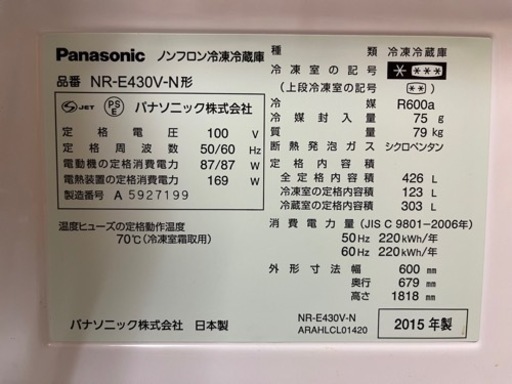 Panasonic ノンフロン冷凍冷蔵庫
品番 NR-E430V-N形
JET PSE パナソニック株式会社
定格電圧 100 V
定格周波数 50/60 Hz
電動機の定格消費電力 87/87 W
電熱装置の定格消費電力 169 W
製造番号 A 5927199
温度ヒューズの定格動作温度
70℃(冷凍室霜取用)
パナソニック株式会社 日本製
種類 冷凍冷蔵庫
冷凍室の記号 * ***
(上段冷凍室の記号) **
冷媒 R600a
冷媒封入量 75 g
質量 79 kg
断熱発泡ガス シクロペンタン
定格内容積
全定格内容積 426 L
冷凍室の定格内容積 123 L
冷蔵室の定格内容積 303 L
消費電力量(JIS C 9801-2006年)
50Hz 220kWh/年
60Hz 220kWh/年
外形寸法 幅 600 mm
奥行 679 mm
高さ 1818 mm
NR-E430V-N
ARAHLCL01420
2015年製